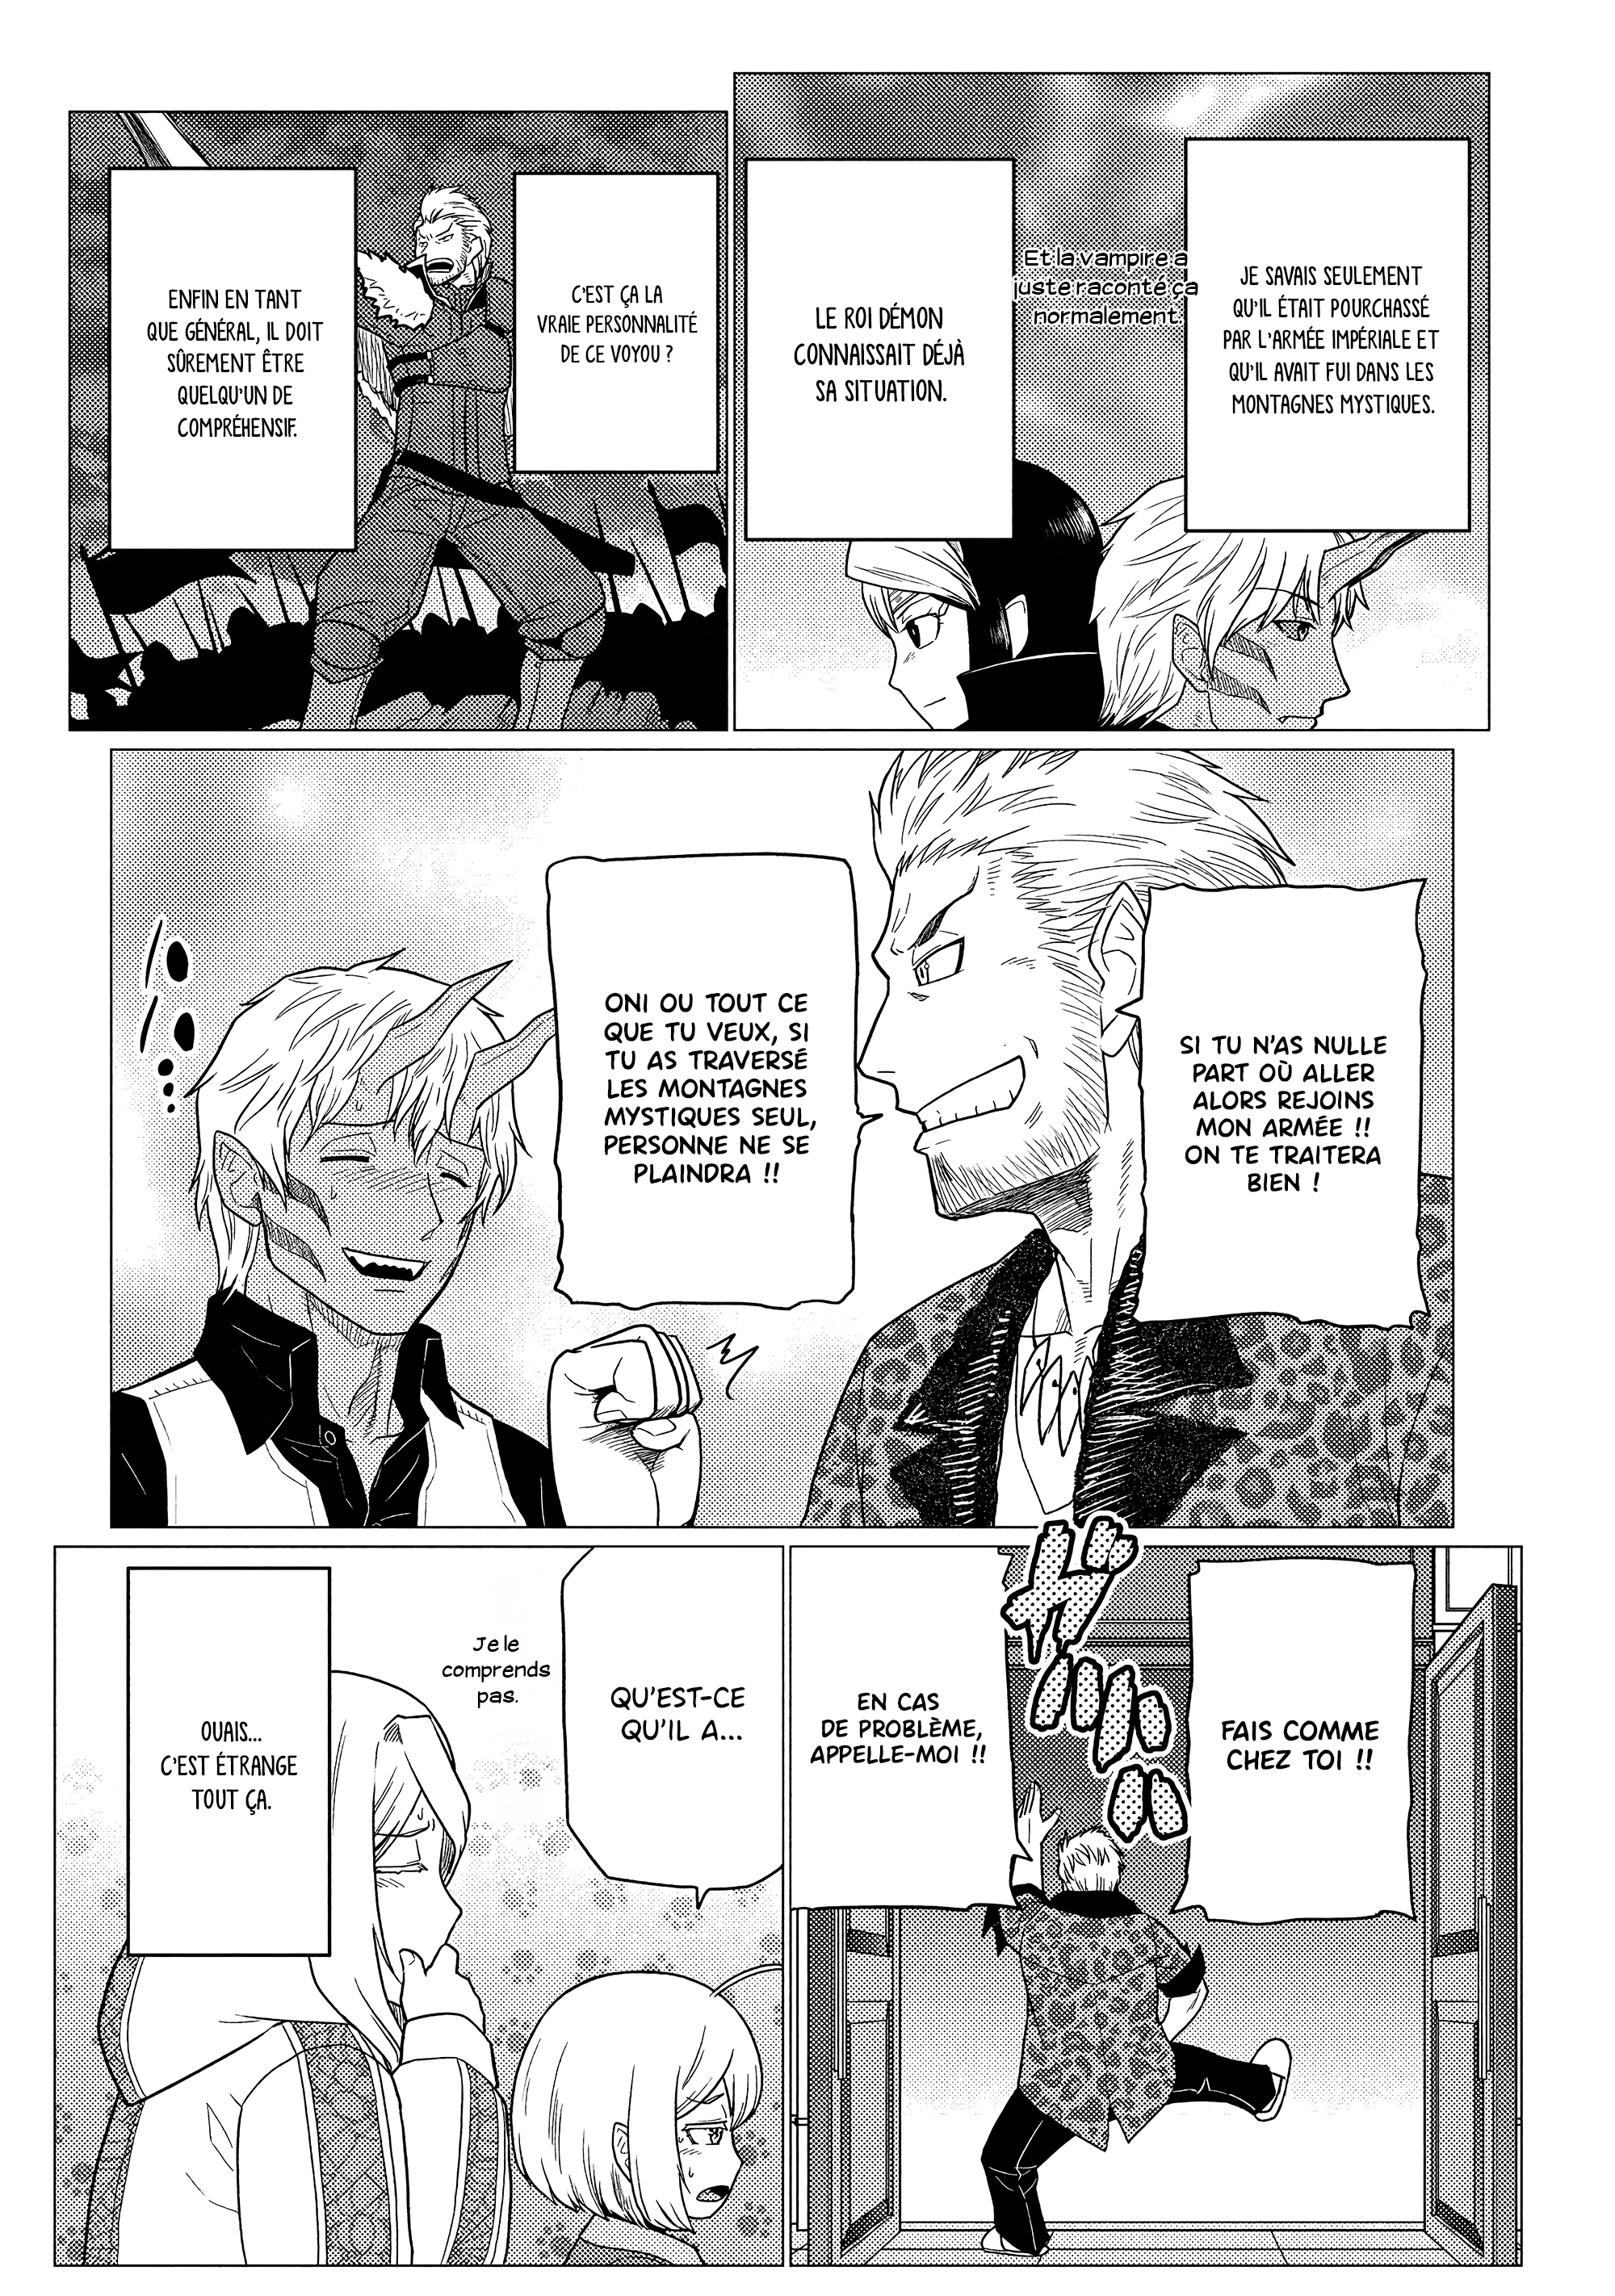 JE SAVAIS SEULEMENT
QU'IL ÉTAIT POURCHASSÉ
PAR L'ARMÉE IMPÉRIALE ET
QU'IL AVAIT FUI DANS LES
MONTAGNES MYSTIQUES.
Et la vampire a
juste raconté ça
normalement.
LE ROI DÉMON
CONNAISSAIT DÉJÀ
SA SITUATION.
C'EST ÇA LA
VRAIE PERSONNALITÉ
DE CE VOYOU ?
ENFIN EN TANT
QUE GÉNÉRAL, IL DOIT
SÛREMENT ÊTRE
QUELQU'UN DE
COMPRÉHENSIF.
SI TU N'AS NULLE
PART OÙ ALLER
ALORS REJOINS
MON ARMÉE !!
ON TE TRAITERA
BIEN !
ONI OU TOUT CE
QUE TU VEUX, SI
TU AS TRAVERSÉ
LES MONTAGNES
MYSTIQUES SEUL,
PERSONNE NE SE
PLAINDRA !!
FAIS COMME
CHEZ TOI !!
ガババ
EN CAS
DE PROBLÈME,
APPELLE-MOI !!
QU'EST-CE
QU'IL A...
Je le
comprends
pas.
OUAIS...
C'EST ÉTRANGE
TOUT ÇA.